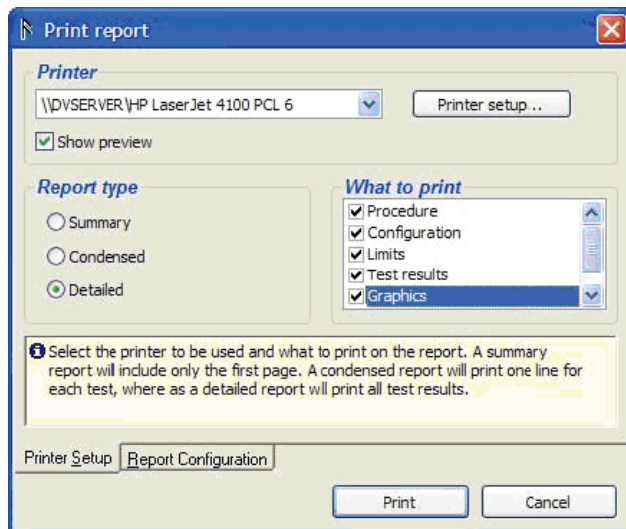 Print report
Printer
\\DVSERVER\HP LaserJet 4100 PCL 6
Printer setup ..
Show preview
Report type
Summary
Condensed
Detailed
What to print
Procedure
Configuration
Limits
Test results
Graphics
Select the printer to be used and what to print on the report. A summary
report will include only the first page. A condensed report will print one line for
each test, where as a detailed report will print all test results.
Printer Setup
Report Configuration
Print
Cancel